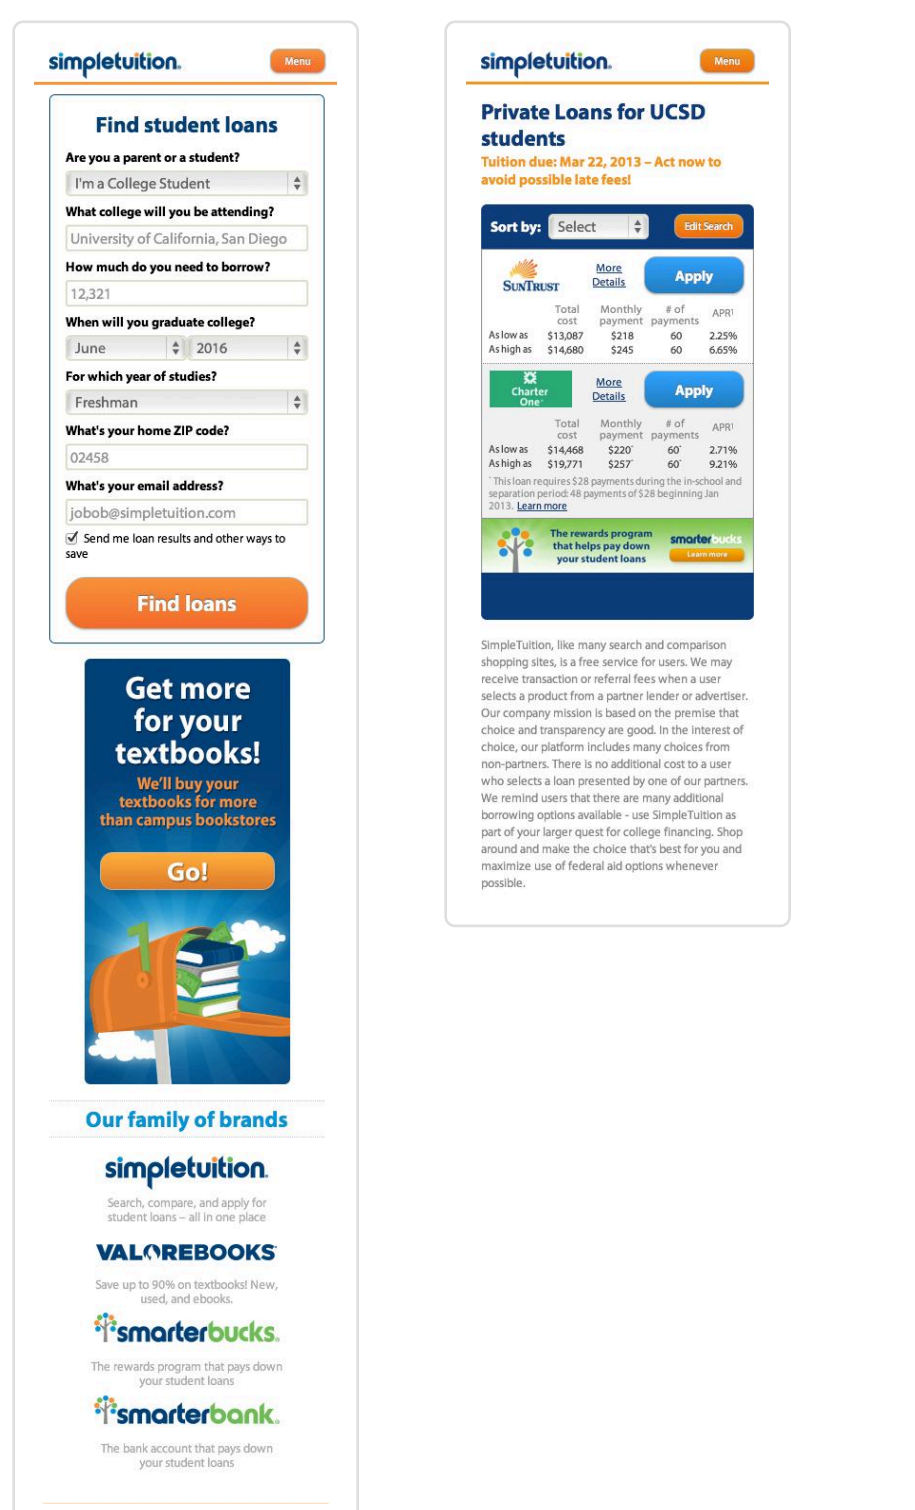 simpletuition.
Menu
Find student loans
Are you a parent or a student?
I'm a College Student
What college will you be attending?
University of California, San Diego
How much do you need to borrow?
12,321
When will you graduate college?
June 2016
For which year of studies?
Freshman
What's your home ZIP code?
02458
What's your email address?
jobob@simpletuition.com
Send me loan results and other ways to
save
Find loans
Get more
for your
textbooks!
We'll buy your
textbooks for more
than campus bookstores
Go!
Our family of brands
simpletuition.
Search, compare, and apply for
student loans – all in one place
VALOREBOOKS
Save up to 90% on textbooks! New,
used, and ebooks.
smarterbucks.
The rewards program that pays down
your student loans
smarterbank.
The bank account that pays down
your student loans
simpletuition.
Menu
Private Loans for UCSD
students
Tuition due: Mar 22, 2013 – Act now to
avoid possible late fees!
Sort by: Select Edit Search
SUNTRUST
More
Details
Apply
Total
cost
Monthly
payment
# of
payments
APR¹
As low as $13,087 $218 60 2.25%
As high as $14,680 $245 60 6.65%
Charter
One
More
Details
Apply
Total
cost
Monthly
payment
# of
payments
APR¹
As low as $14,468 $220* 60* 2.71%
As high as $19,771 $257* 60* 9.21%
* This loan requires $28 payments during the in-school and
separation period: 48 payments of $28 beginning Jan
2013. Learn more
The rewards program
that helps pay down
your student loans
smarterbucks
Learn more
SimpleTuition, like many search and comparison
shopping sites, is a free service for users. We may
receive transaction or referral fees when a user
selects a product from a partner lender or advertiser.
Our company mission is based on the premise that
choice and transparency are good. In the interest of
choice, our platform includes many choices from
non-partners. There is no additional cost to a user
who selects a loan presented by one of our partners.
We remind users that there are many additional
borrowing options available - use SimpleTuition as
part of your larger quest for college financing. Shop
around and make the choice that's best for you and
maximize use of federal aid options whenever
possible.